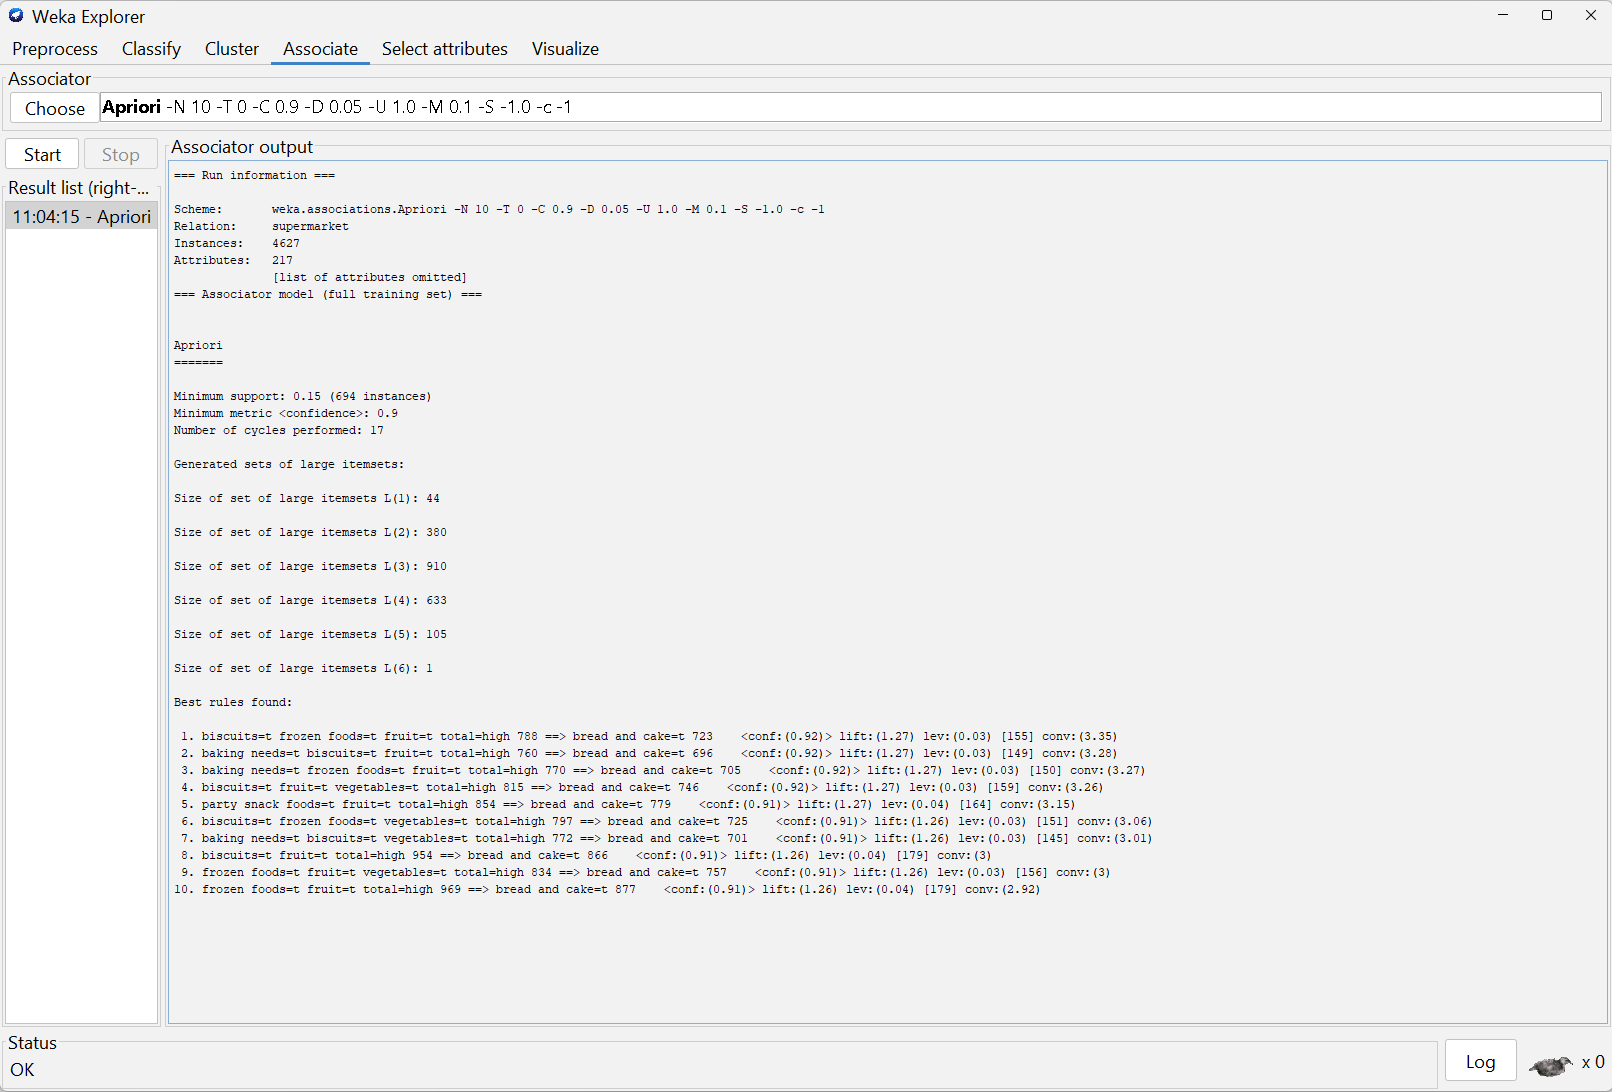 Weka Explorer
Preprocess Classify Cluster Associate Select attributes Visualize
Associator
Choose Apriori -N 10 -T 0 -C 0.9 -D 0.05 -U 1.0 -M 0.1 -S -1.0 -c -1
Start Stop
Result list (right-...
11:04:15 - Apriori
Associator output
=== Run information ===
Scheme: weka.associations.Apriori -N 10 -T 0 -C 0.9 -D 0.05 -U 1.0 -M 0.1 -S -1.0 -c -1
Relation: supermarket
Instances: 4627
Attributes: 217
[list of attributes omitted]
=== Associator model (full training set) ===
Apriori
=======
Minimum support: 0.15 (694 instances)
Minimum metric <confidence>: 0.9
Number of cycles performed: 17
Generated sets of large itemsets:
Size of set of large itemsets L(1): 44
Size of set of large itemsets L(2): 380
Size of set of large itemsets L(3): 910
Size of set of large itemsets L(4): 633
Size of set of large itemsets L(5): 105
Size of set of large itemsets L(6): 1
Best rules found:
1. biscuits=t frozen foods=t fruit=t total=high 788 ==> bread and cake=t 723 <conf:(0.92)> lift:(1.27) lev:(0.03) [155] conv:(3.35)
2. baking needs=t biscuits=t fruit=t total=high 760 ==> bread and cake=t 696 <conf:(0.92)> lift:(1.27) lev:(0.03) [149] conv:(3.28)
3. baking needs=t frozen foods=t fruit=t total=high 770 ==> bread and cake=t 705 <conf:(0.92)> lift:(1.27) lev:(0.03) [150] conv:(3.27)
4. biscuits=t fruit=t vegetables=t total=high 815 ==> bread and cake=t 746 <conf:(0.92)> lift:(1.27) lev:(0.03) [159] conv:(3.26)
5. party snack foods=t fruit=t total=high 854 ==> bread and cake=t 779 <conf:(0.91)> lift:(1.27) lev:(0.04) [164] conv:(3.15)
6. biscuits=t frozen foods=t vegetables=t total=high 797 ==> bread and cake=t 725 <conf:(0.91)> lift:(1.26) lev:(0.03) [151] conv:(3.06)
7. baking needs=t biscuits=t vegetables=t total=high 772 ==> bread and cake=t 701 <conf:(0.91)> lift:(1.26) lev:(0.03) [145] conv:(3.01)
8. biscuits=t fruit=t total=high 954 ==> bread and cake=t 866 <conf:(0.91)> lift:(1.26) lev:(0.04) [179] conv:(3)
9. frozen foods=t fruit=t vegetables=t total=high 834 ==> bread and cake=t 757 <conf:(0.91)> lift:(1.26) lev:(0.03) [156] conv:(3)
10. frozen foods=t fruit=t total=high 969 ==> bread and cake=t 877 <conf:(0.91)> lift:(1.26) lev:(0.04) [179] conv:(2.92)
Status
OK
Log x 0